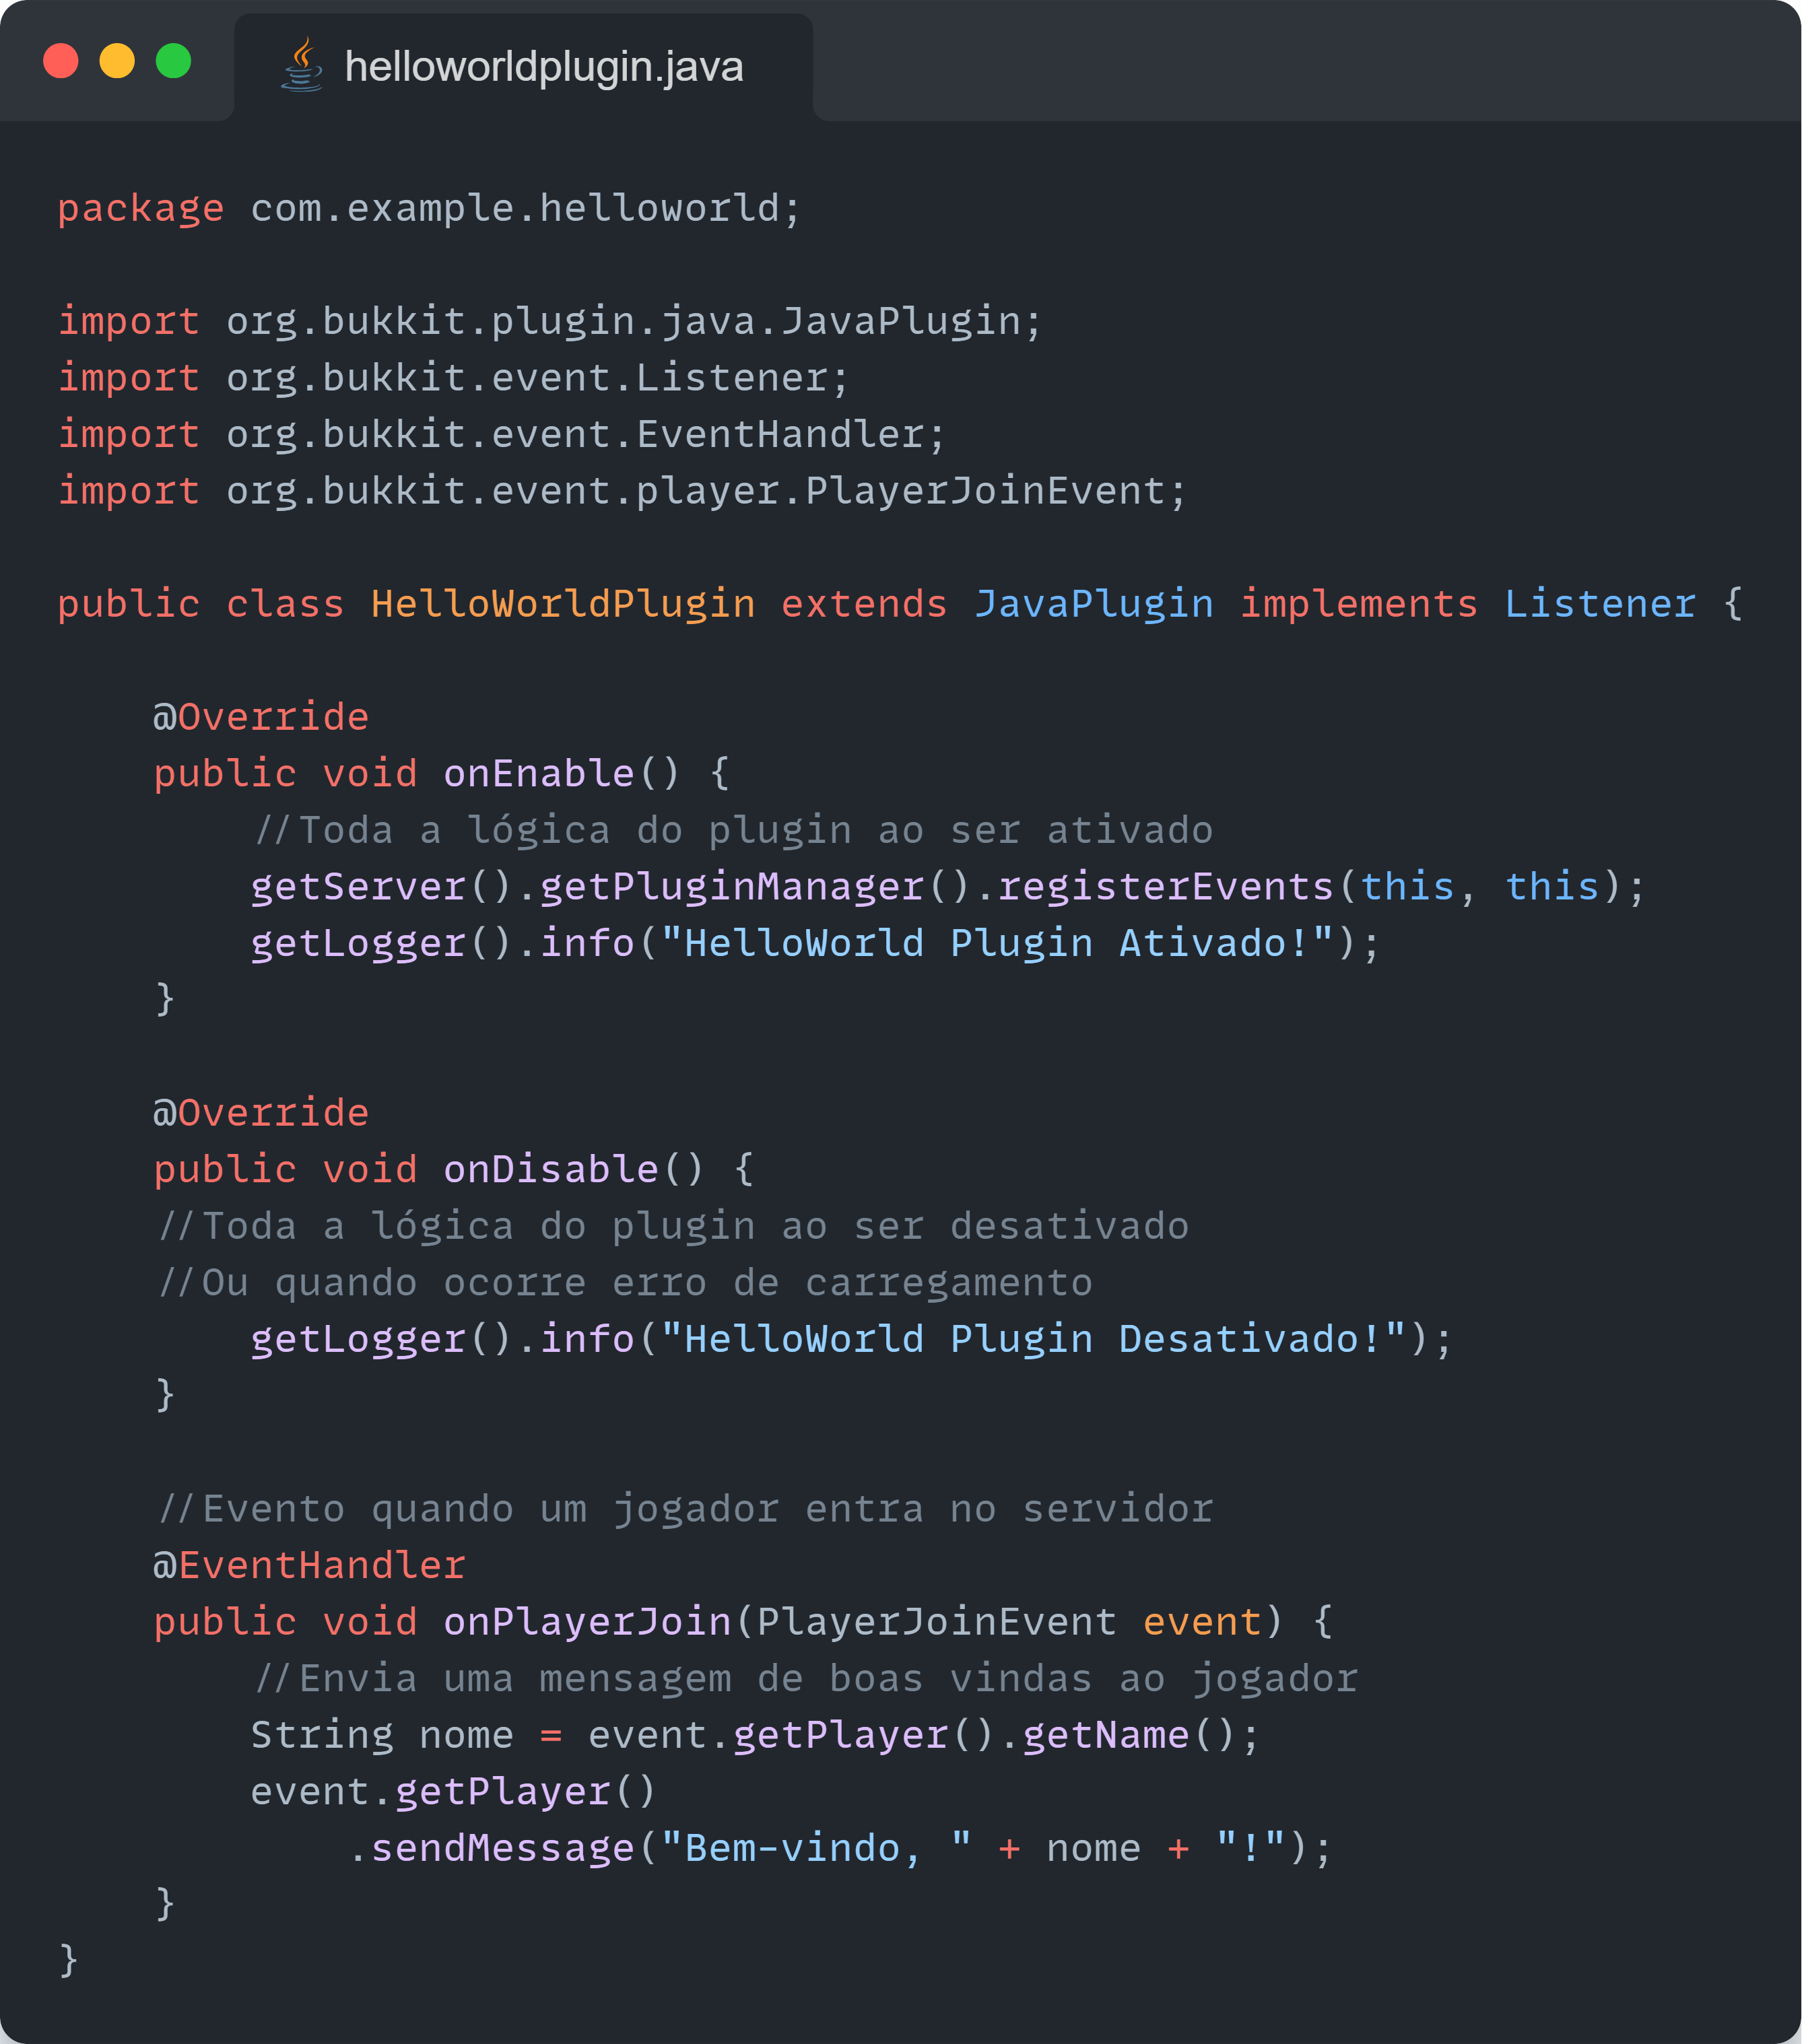 helloworldplugin.java
package com.example.helloworld;
import org.bukkit.plugin.java.JavaPlugin;
import org.bukkit.event.Listener;
import org.bukkit.event.EventHandler;
import org.bukkit.event.player.PlayerJoinEvent;
public class HelloWorldPlugin extends JavaPlugin implements Listener {
    @Override
    public void onEnable() {
        //Toda a lógica do plugin ao ser ativado
        getServer().getPluginManager().registerEvents(this, this);
        getLogger().info("HelloWorld Plugin Ativado!");
    }
    @Override
    public void onDisable() {
    //Toda a lógica do plugin ao ser desativado
    //Ou quando ocorre erro de carregamento
        getLogger().info("HelloWorld Plugin Desativado!");
    }
    //Evento quando um jogador entra no servidor
    @EventHandler
    public void onPlayerJoin(PlayerJoinEvent event) {
        //Envia uma mensagem de boas vindas ao jogador
        String nome = event.getPlayer().getName();
        event.getPlayer()
            .sendMessage("Bem-vindo, " + nome + "!");
    }
}